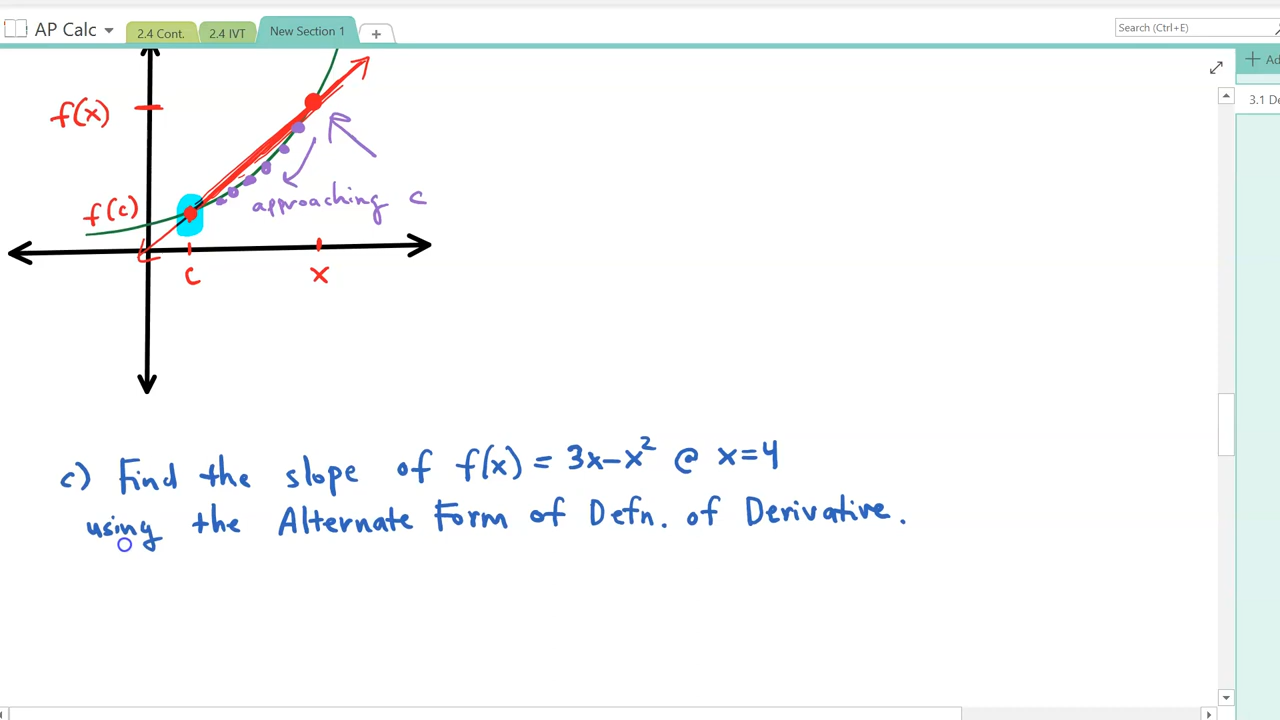 AP Calc
2.4 Cont.
2.4 IVT
New Section 1
+
Search (Ctrl+E)
+ Ad
3.1 De
f(x)
f(c)
approaching c
c
x
c) Find the slope of f(x) = 3x-x² @ x=4
using the Alternate Form of Defn. of Derivative.